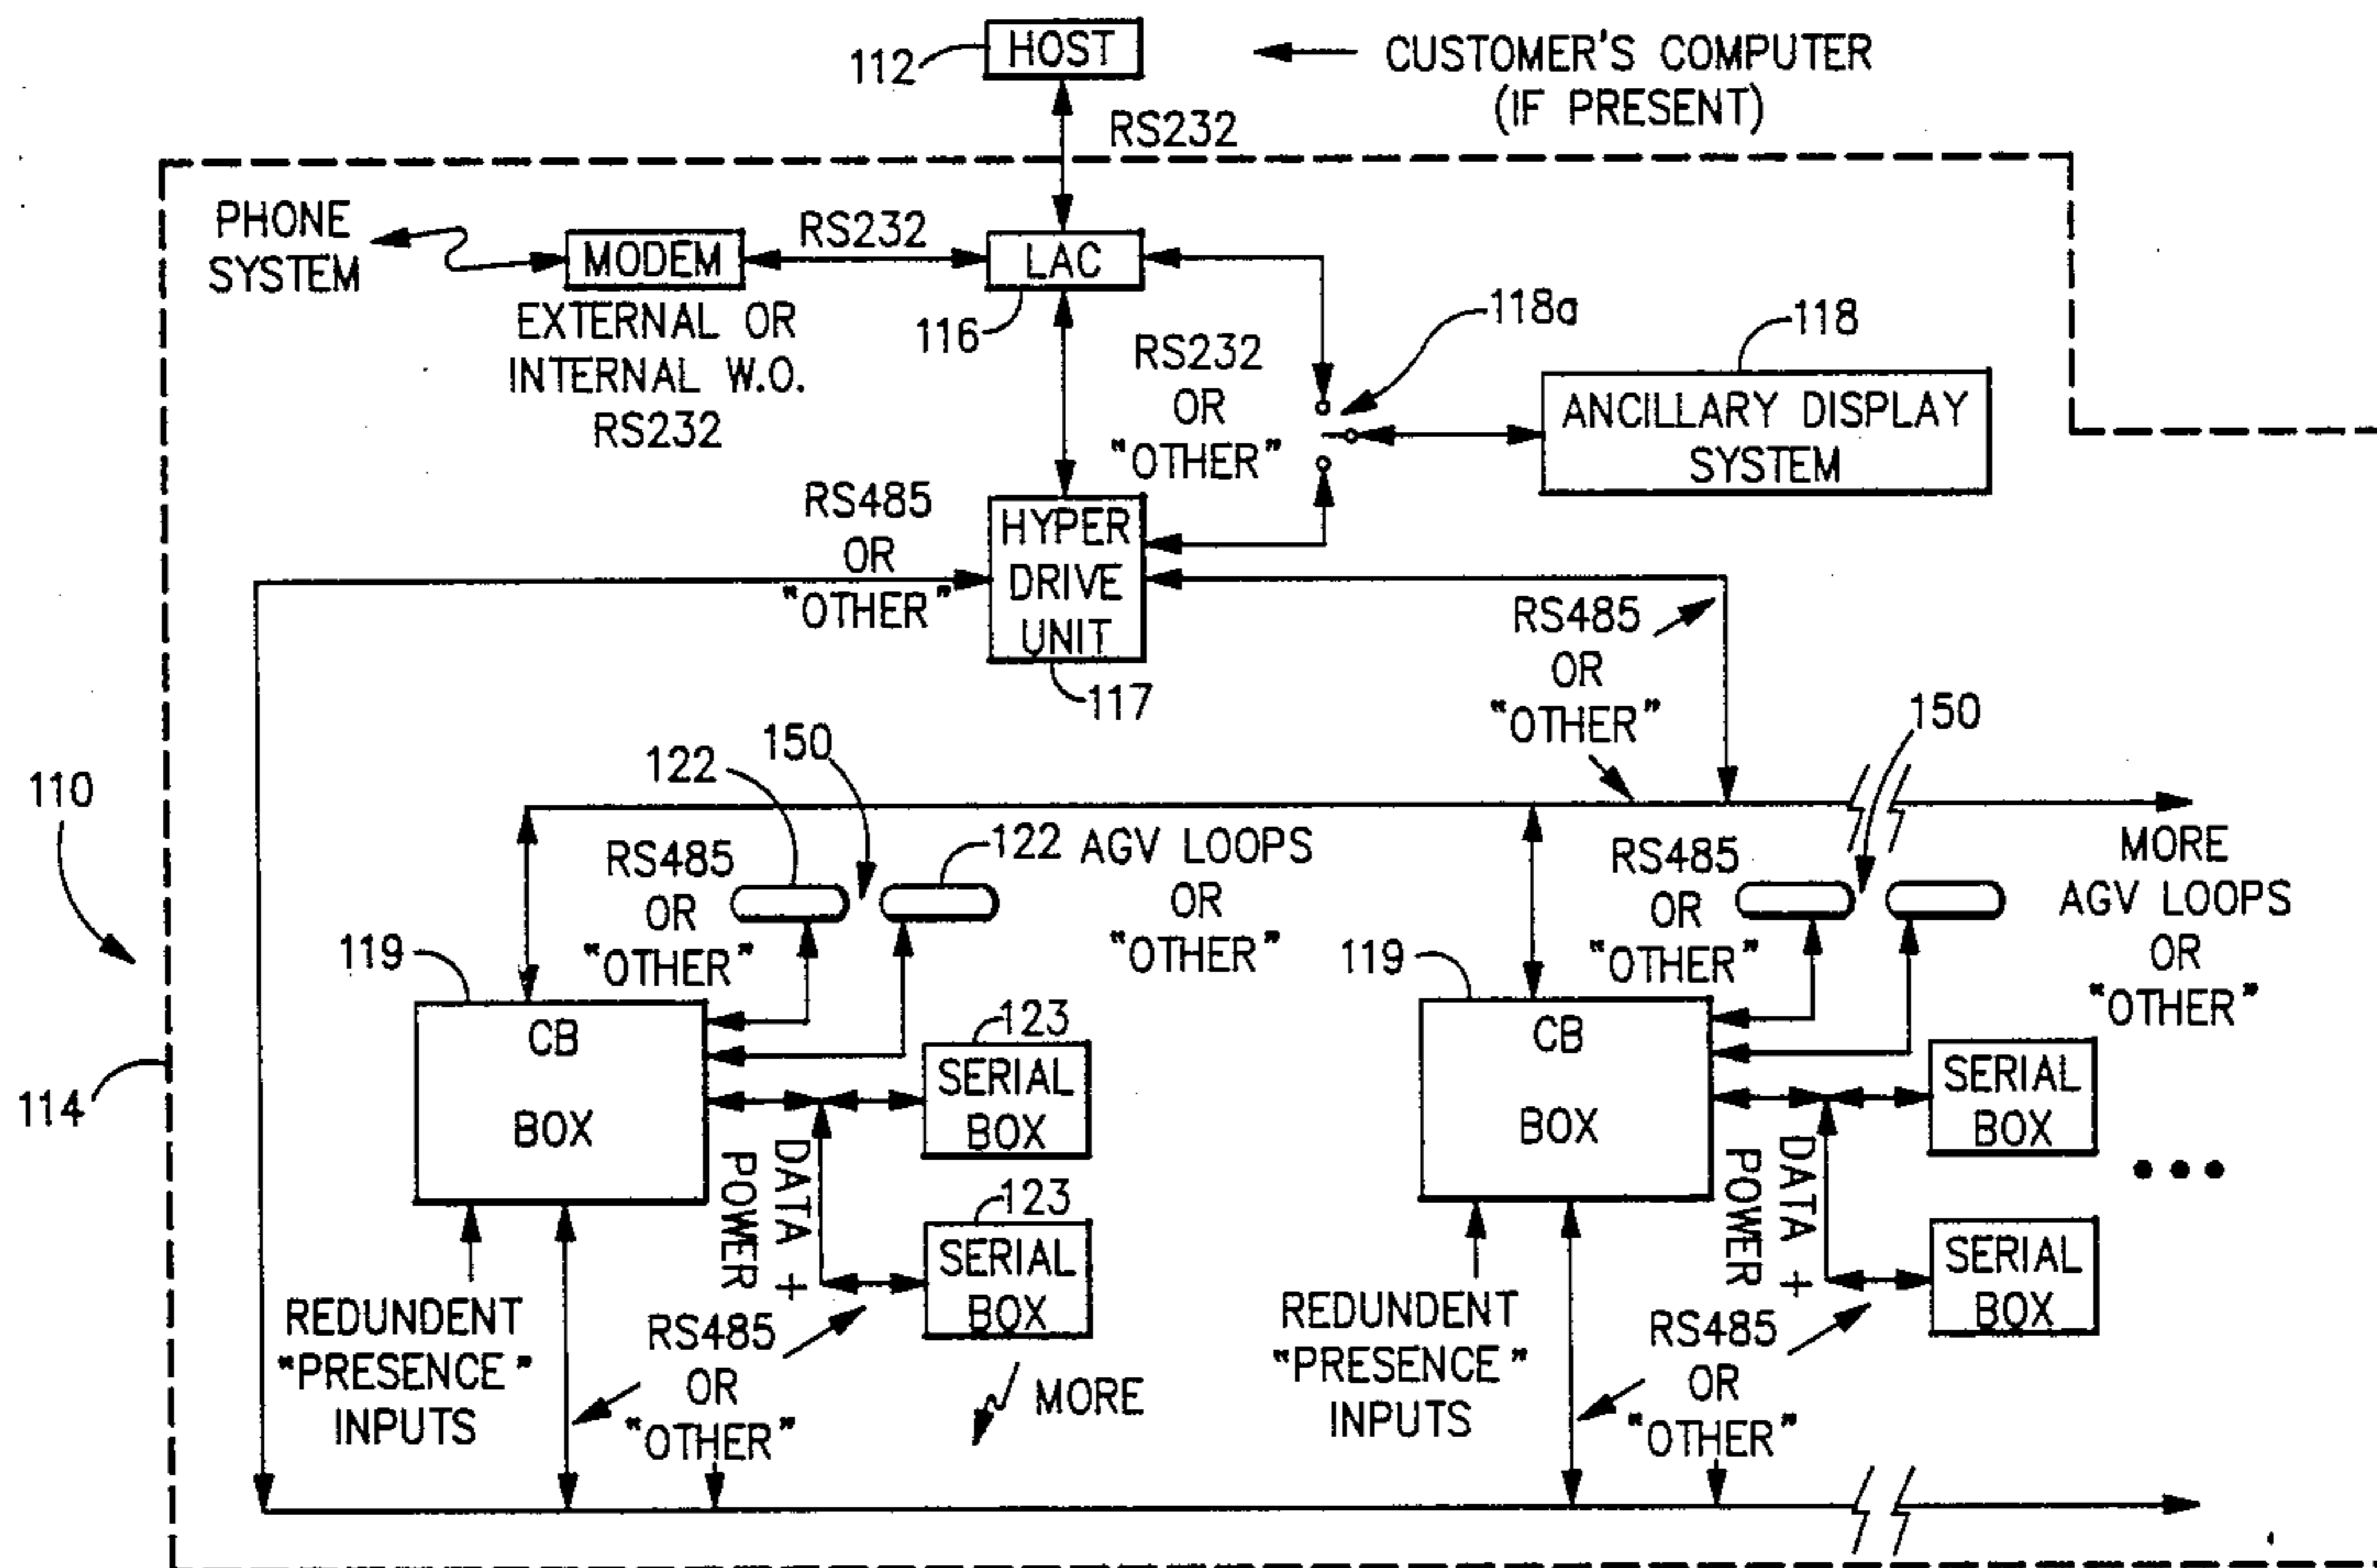 112
HOST
CUSTOMER'S COMPUTER
(IF PRESENT)
RS232
PHONE
SYSTEM
MODEM
RS232
LAC
EXTERNAL OR
INTERNAL W.O.
RS232
116
RS232
OR
"OTHER"
118a
118
ANCILLARY DISPLAY
SYSTEM
RS485
OR
"OTHER"
HYPER
DRIVE
UNIT
117
RS485
OR
"OTHER"
150
110
122
150
122
AGV LOOPS
OR
"OTHER"
RS485
OR
"OTHER"
RS485
OR
"OTHER"
MORE
AGV LOOPS
OR
"OTHER"
119
CB
BOX
123
SERIAL
BOX
123
SERIAL
BOX
DATA +
POWER
119
CB
BOX
SERIAL
BOX
SERIAL
BOX
DATA +
POWER
114
REDUNDENT
"PRESENCE"
INPUTS
RS485
OR
"OTHER"
MORE
REDUNDENT
"PRESENCE"
INPUTS
RS485
OR
"OTHER"